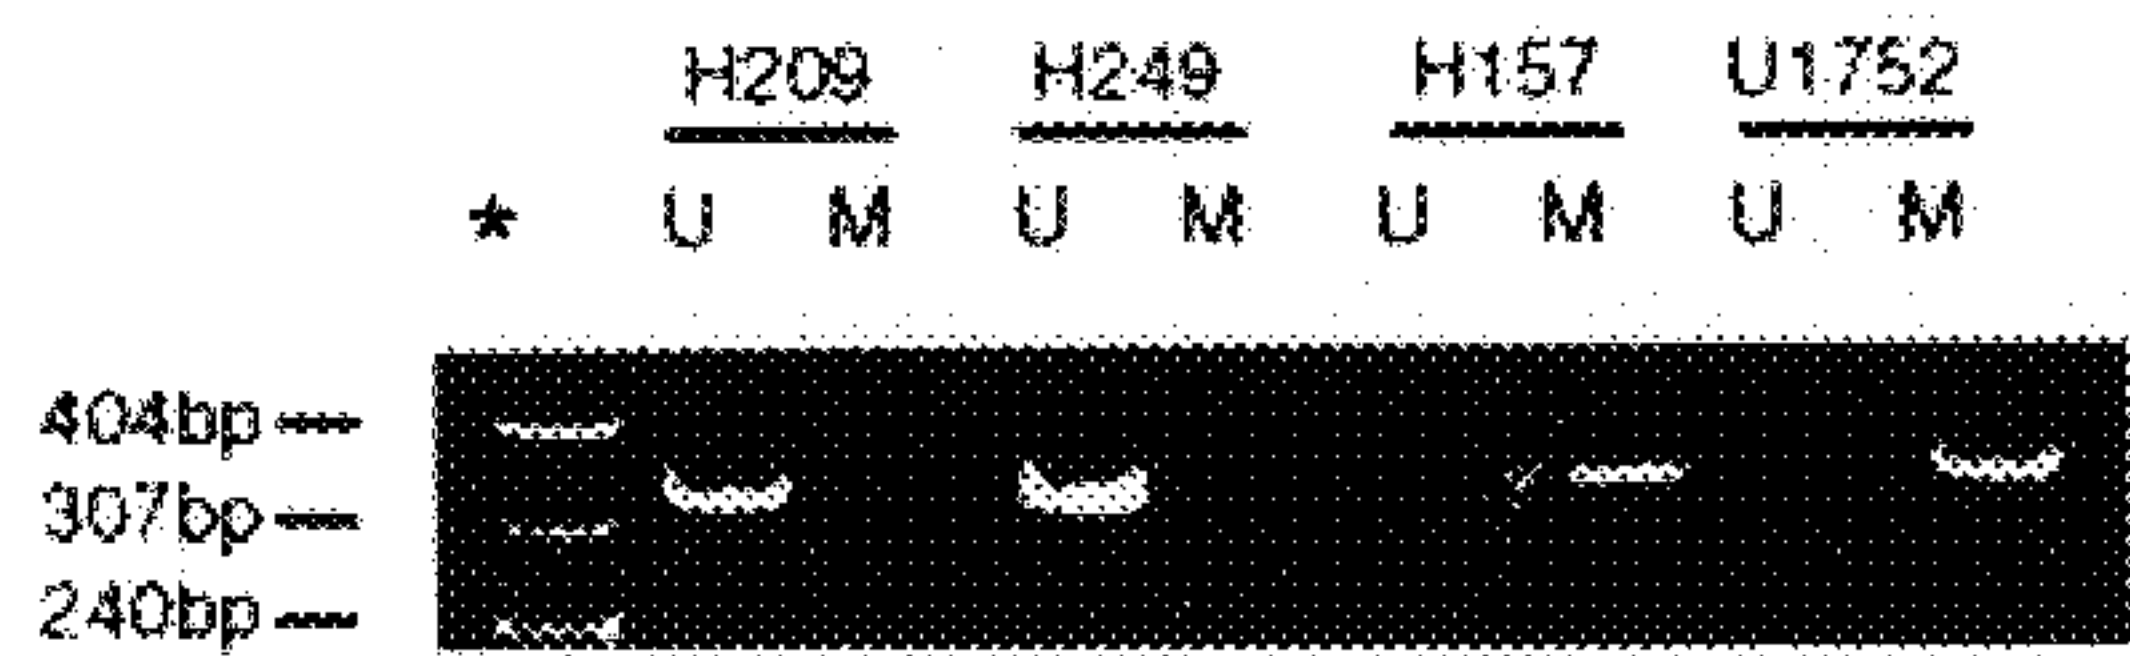 H209 H249 H157 U1752
* U M U M U M U M
404bp
307bp
240bp